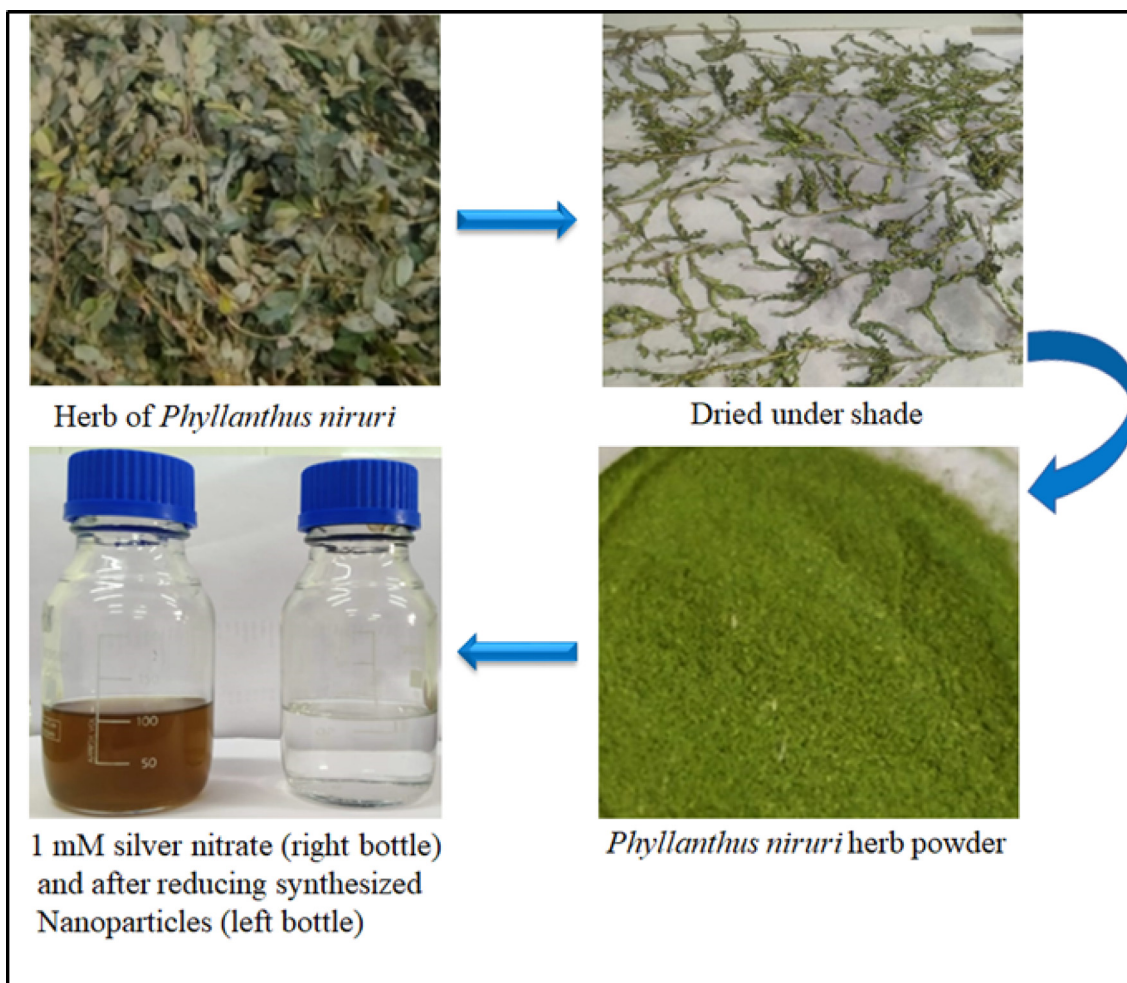 Herb of Phyllanthus niruri
Dried under shade
Phyllanthus niruri herb powder
1 mM silver nitrate (right bottle)
and after reducing synthesized
Nanoparticles (left bottle)
100
50